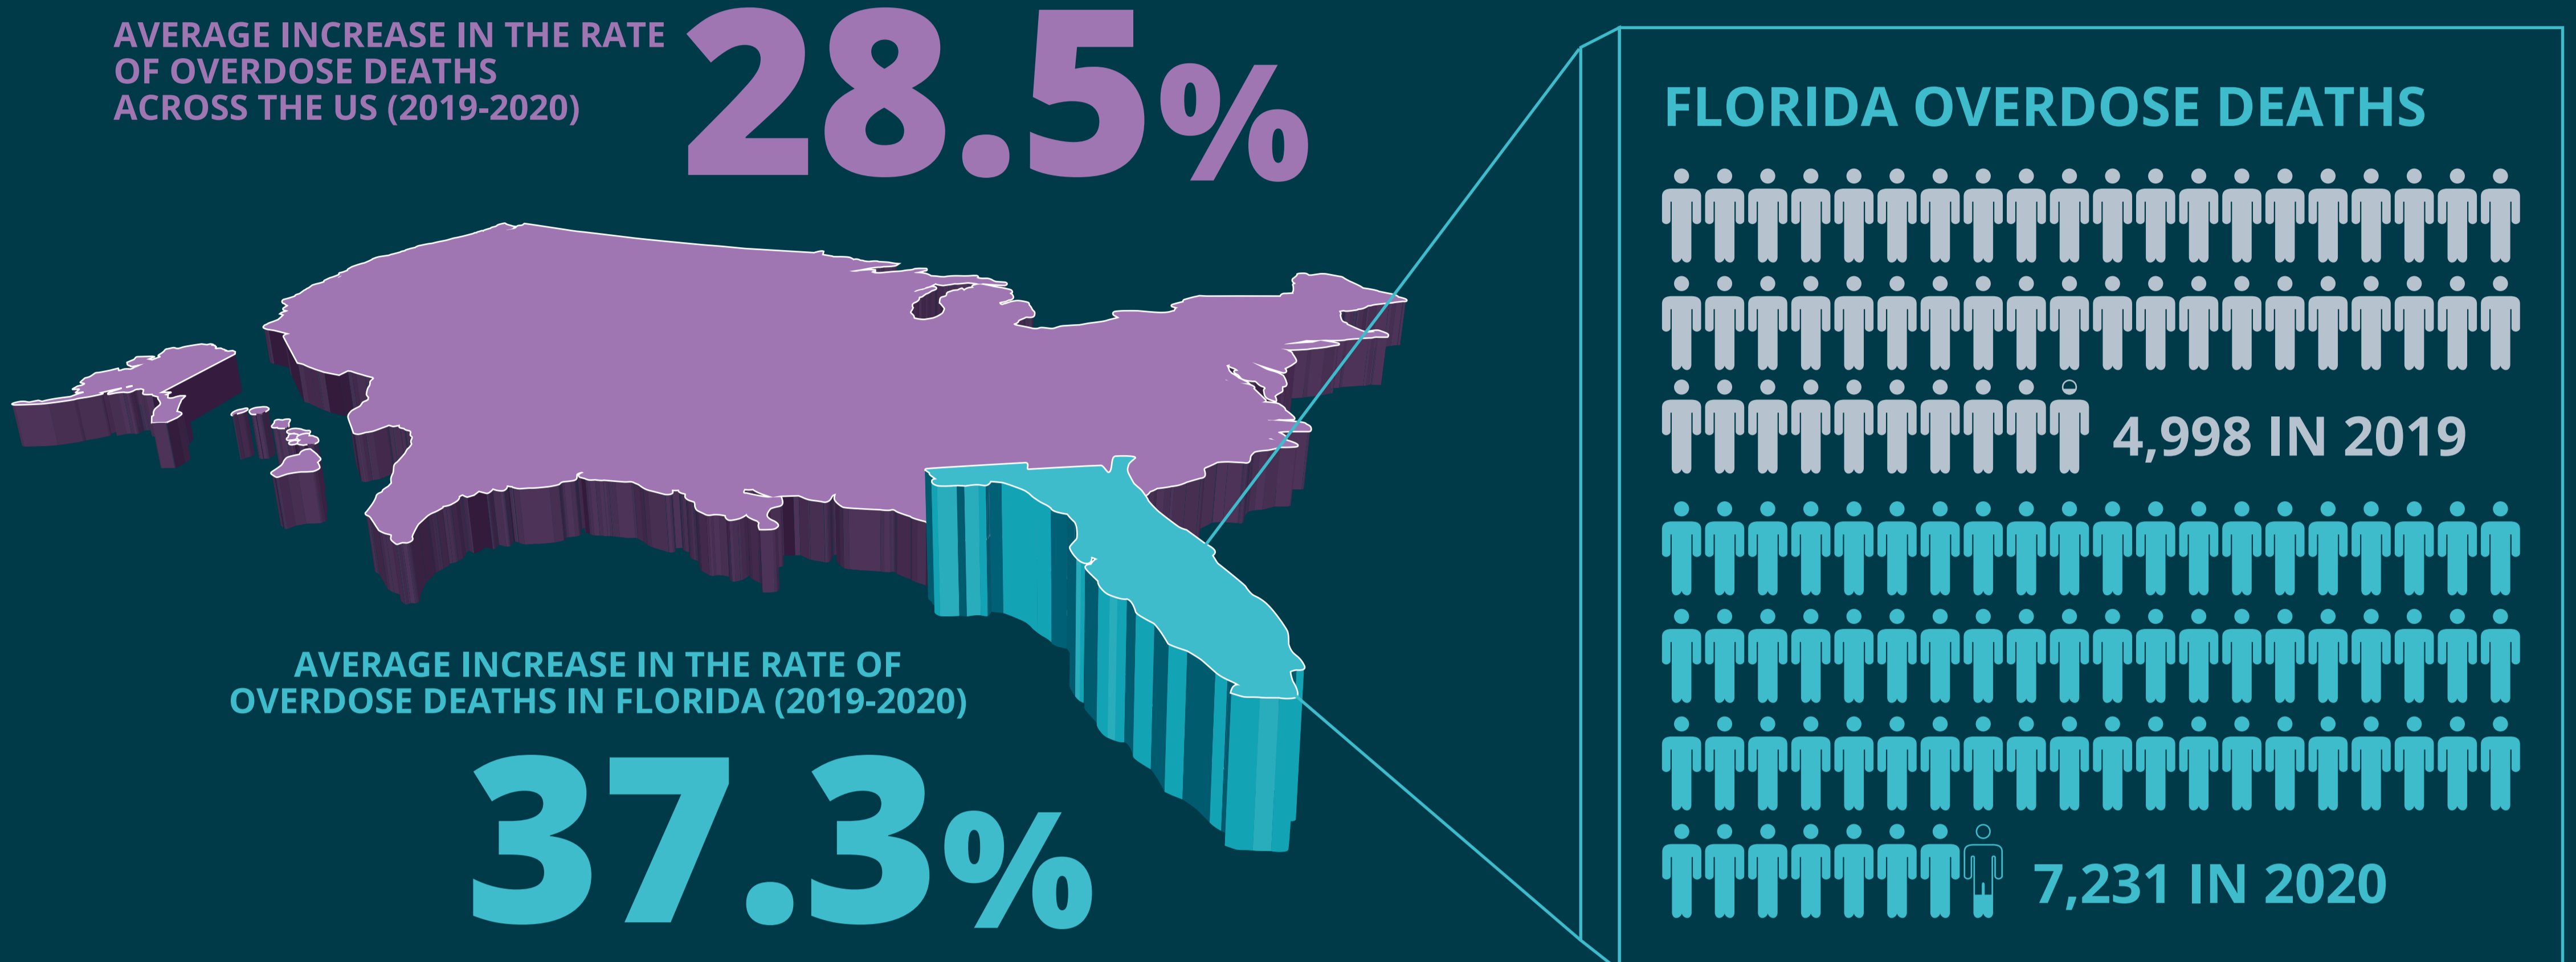 AVERAGE INCREASE IN THE RATE
OF OVERDOSE DEATHS
ACROSS THE US (2019-2020)
28.5%
AVERAGE INCREASE IN THE RATE OF
OVERDOSE DEATHS IN FLORIDA (2019-2020)
37.3%
FLORIDA OVERDOSE DEATHS
4,998 IN 2019
7,231 IN 2020